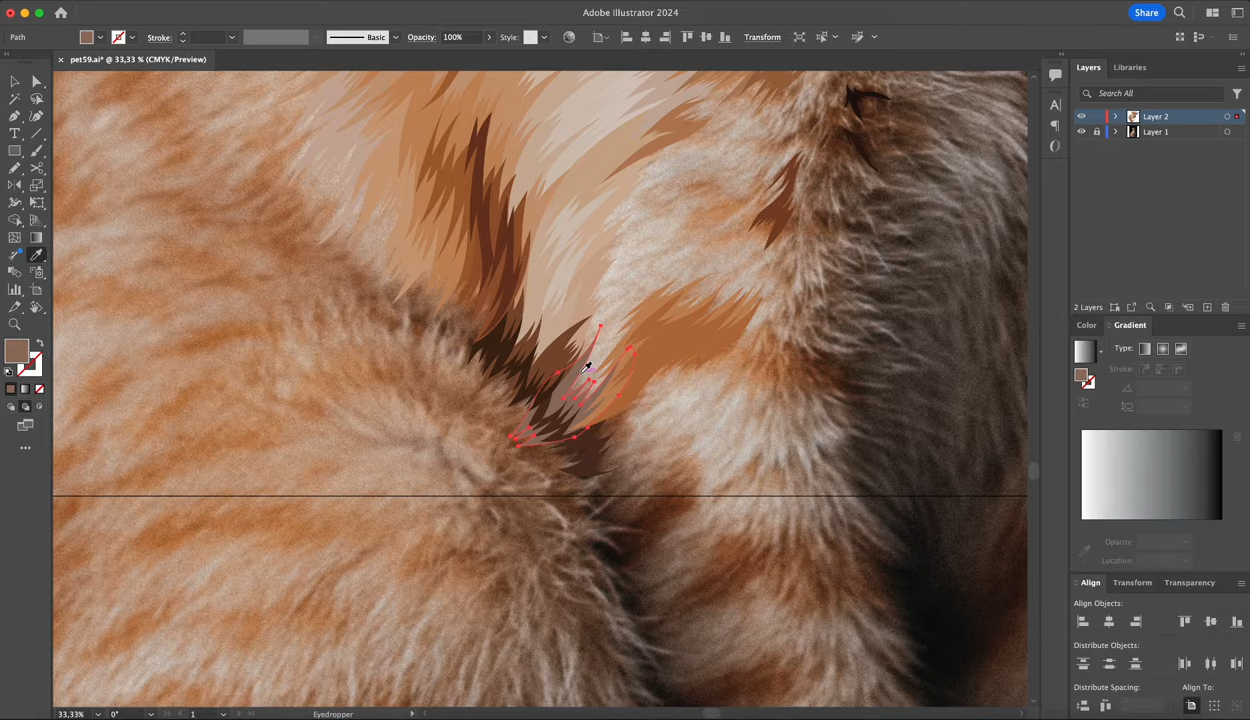 Adobe Illustrator 2024
Share
Path
Stroke:
Basic
Opacity:
100%
Style:
Transform
pet59.ai* @ 33,33 % (CMYK/Preview)
Layers
Libraries
Search All
Layer 2
Layer 1
2 Layers
Color
Gradient
Type:
Stroke:
Opacity:
Location:
Align
Transform
Transparency
Align Objects:
Distribute Objects:
Distribute Spacing:
Align To:
33,33%
0°
1
Eyedropper